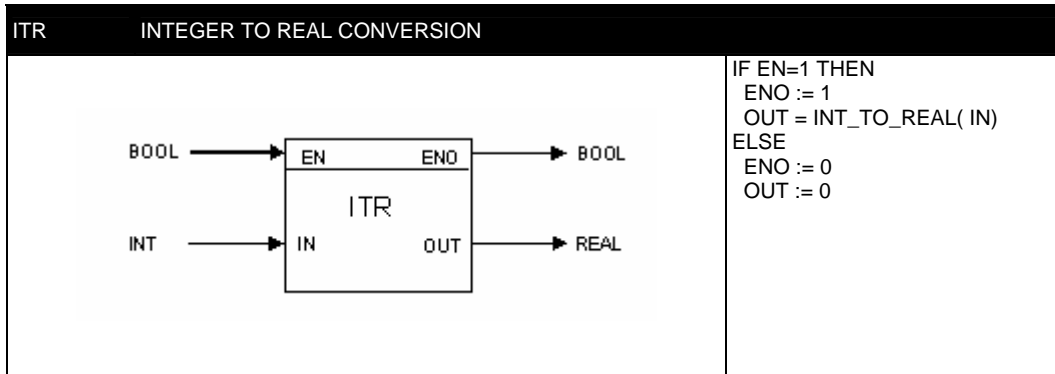 ITR INTEGER TO REAL CONVERSION
BOOL
EN
ENO
BOOL
ITR
INT
IN
OUT
REAL
IF EN=1 THEN
ENO := 1
OUT = INT_TO_REAL( IN)
ELSE
ENO := 0
OUT := 0